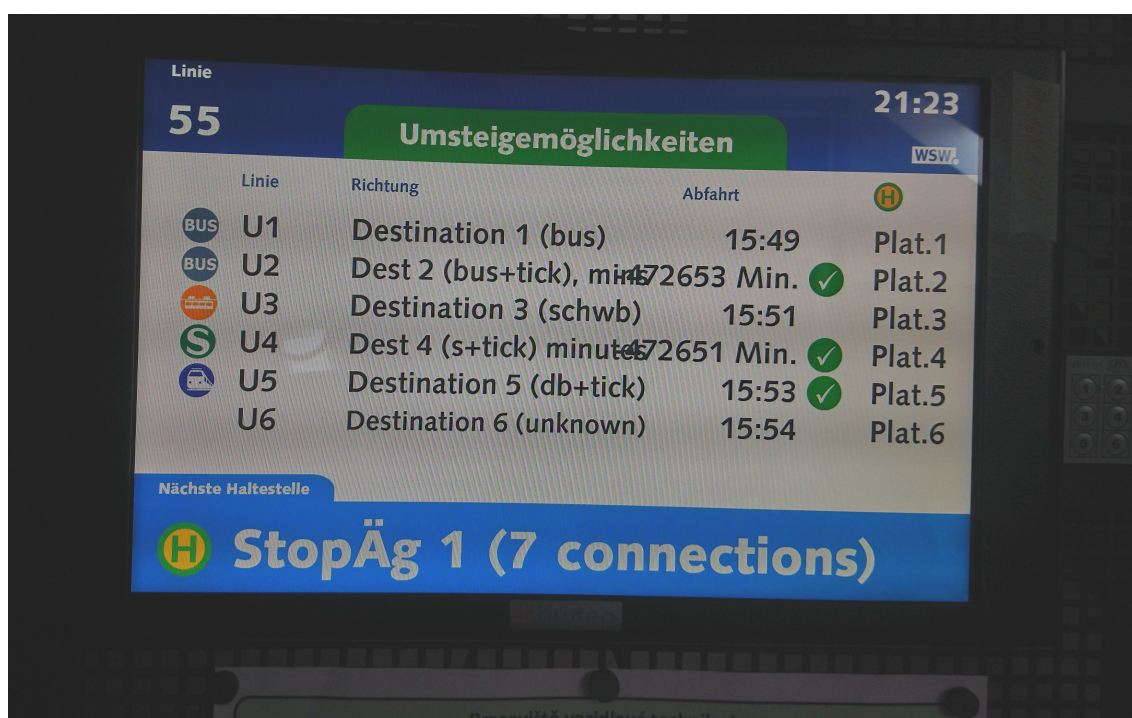 Linie
55
21:23
Umsteigemöglichkeiten
WSW.
Linie Richtung Abfahrt H
BUS U1 Destination 1 (bus) 15:49 Plat.1
BUS U2 Dest 2 (bus+tick), mins -472653 Min. ✓ Plat.2
U3 Destination 3 (schwb) 15:51 Plat.3
S U4 Dest 4 (s+tick) minutes -472651 Min. ✓ Plat.4
U5 Destination 5 (db+tick) 15:53 ✓ Plat.5
U6 Destination 6 (unknown) 15:54 Plat.6
Nächste Haltestelle
H StopÄg 1 (7 connections)